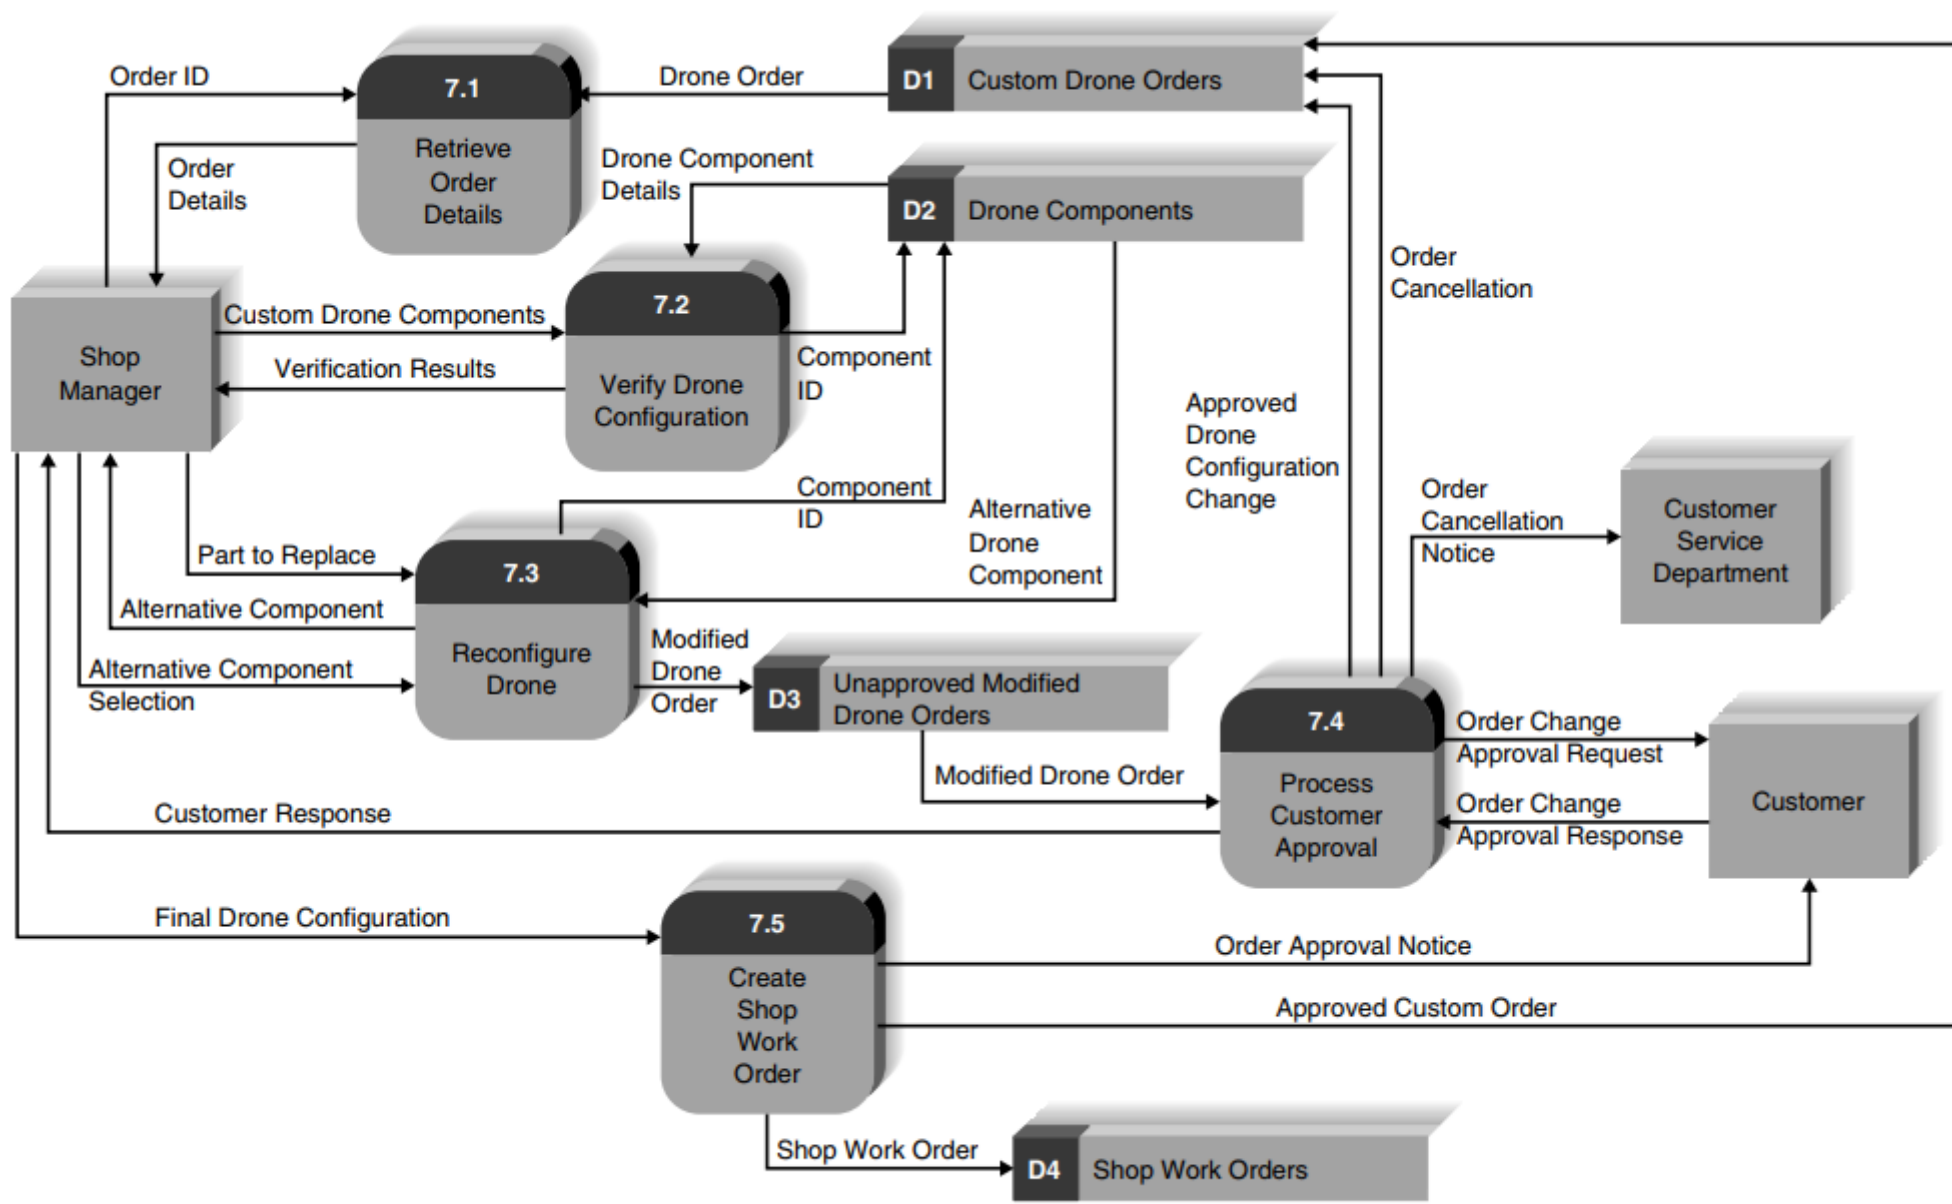 Order ID
7.1
Retrieve
Order
Details
Drone Order
D1
Custom Drone Orders
Order
Details
Drone Component
Details
D2
Drone Components
Order
Cancellation
Shop
Manager
Custom Drone Components
Verification Results
7.2
Verify Drone
Configuration
Component
ID
Approved
Drone
Configuration
Change
Component
ID
Alternative
Drone
Component
Order
Cancellation
Notice
Customer
Service
Department
Part to Replace
Alternative Component
Alternative Component
Selection
7.3
Reconfigure
Drone
Modified
Drone
Order
D3
Unapproved Modified
Drone Orders
Modified Drone Order
7.4
Process
Customer
Approval
Order Change
Approval Request
Order Change
Approval Response
Customer
Customer Response
Final Drone Configuration
7.5
Create
Shop
Work
Order
Order Approval Notice
Approved Custom Order
Shop Work Order
D4
Shop Work Orders